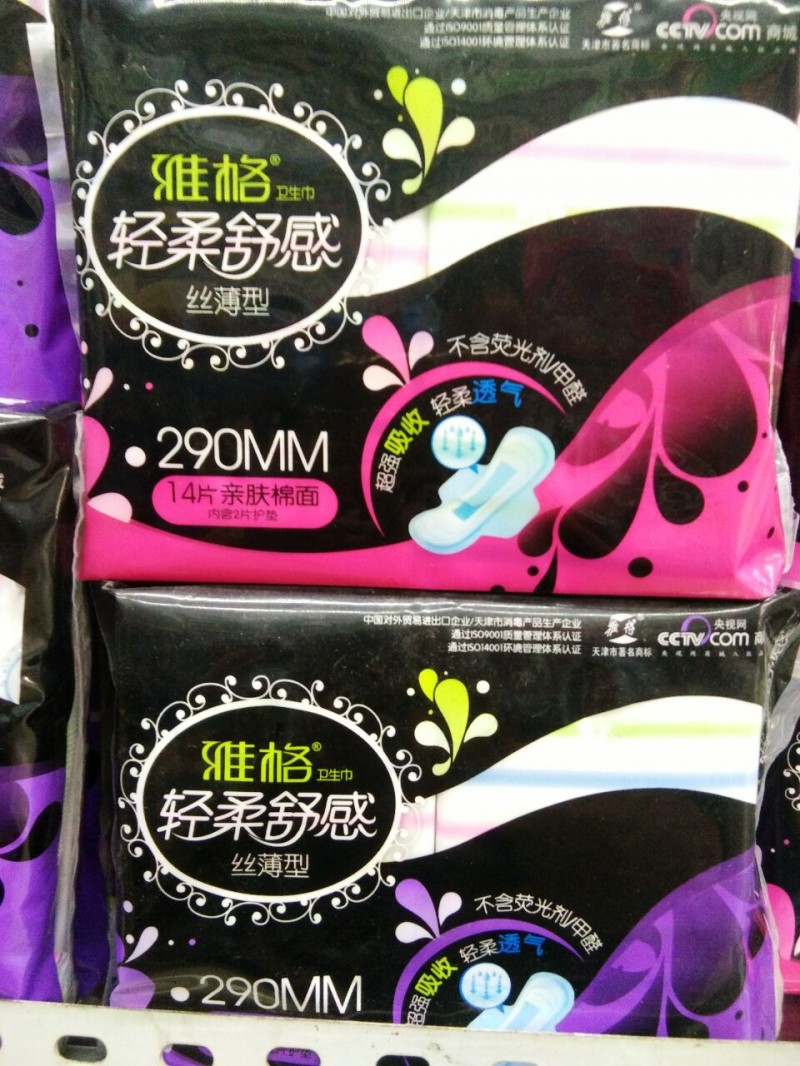 中国对外贸易进出口企业/天津市消毒产品生产企业
通过ISO9001质量管理体系认证
通过ISO14001环境管理体系认证
雅格
天津市著名商标
央视网
CCTV.COM 商城
雅格® 卫生巾
轻柔舒感
丝薄型
不含荧光剂/甲醛
超强吸收 轻柔透气
290MM
14片亲肤棉面
内含2片护垫
中国对外贸易进出口企业/天津市消毒产品生产企业
通过ISO9001质量管理体系认证
通过ISO14001环境管理体系认证
雅格
天津市著名商标
央视网
CCTV.COM 商
雅格® 卫生巾
轻柔舒感
丝薄型
不含荧光剂/甲醛
超强吸收 轻柔透气
290MM